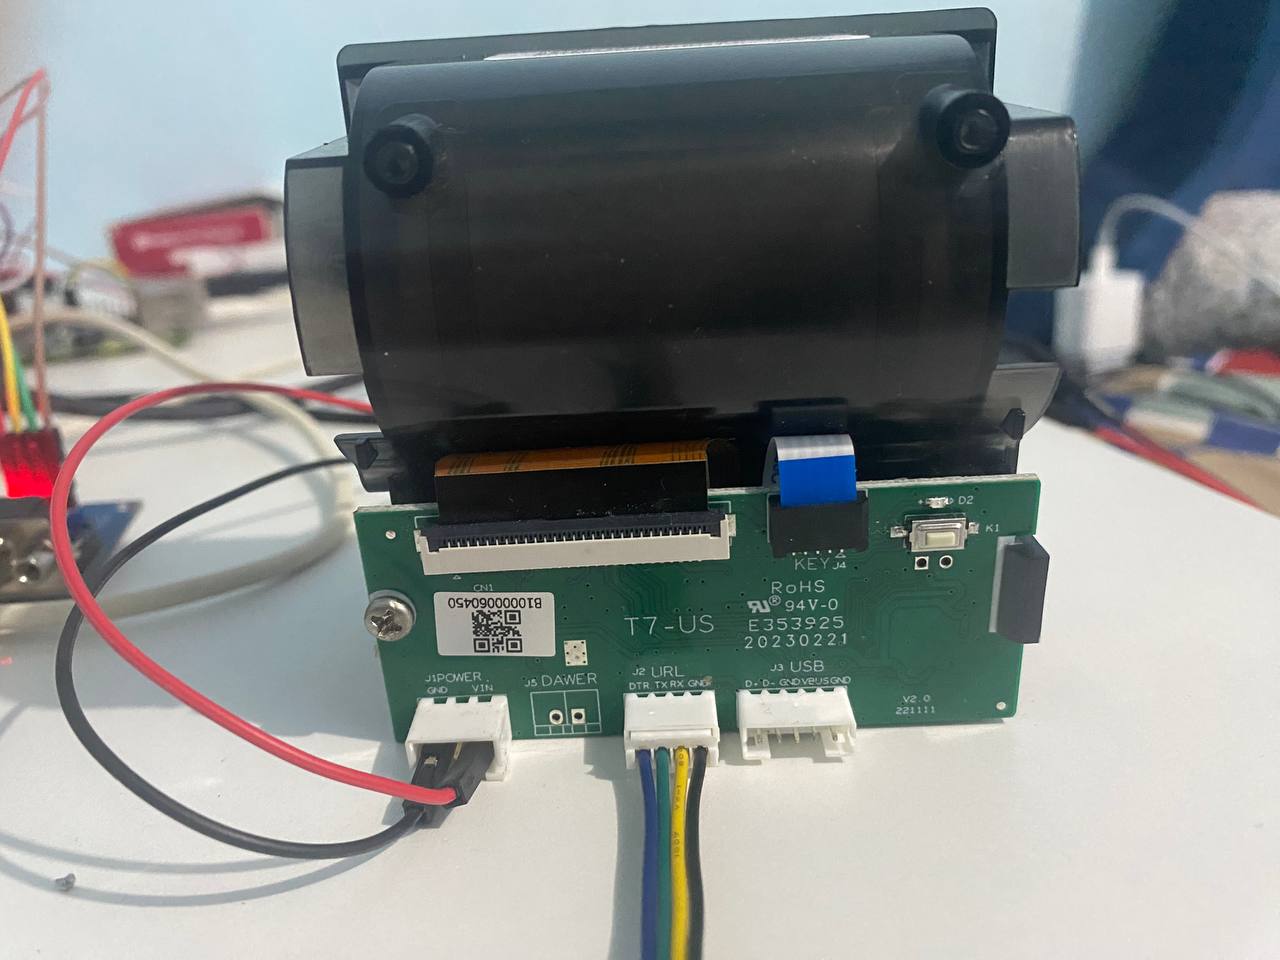 D2
K1
KEY J4
CN1
B100000060450
RoHS
94V-0
E353925
20230221
T7-US
J1POWER
GND VIN
J5 DAWER
J2 URL
DTR TX RX GND
J3 USB
D+ D- GND VBUS GND
V2.0
221111